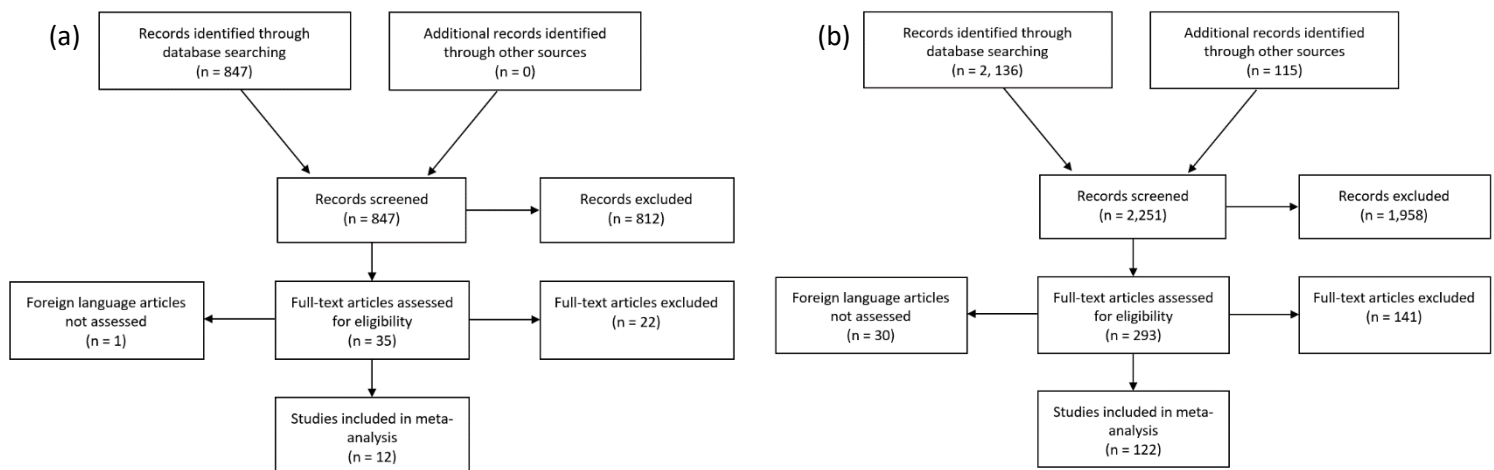 (a)
Records identified through
database searching
(n = 847)
Additional records identified
through other sources
(n = 0)
Records screened
(n = 847)
Records excluded
(n = 812)
Foreign language articles
not assessed
(n = 1)
Full-text articles assessed
for eligibility
(n = 35)
Full-text articles excluded
(n = 22)
Studies included in meta-
analysis
(n = 12)
(b)
Records identified through
database searching
(n = 2, 136)
Additional records identified
through other sources
(n = 115)
Records screened
(n = 2,251)
Records excluded
(n = 1,958)
Foreign language articles
not assessed
(n = 30)
Full-text articles assessed
for eligibility
(n = 293)
Full-text articles excluded
(n = 141)
Studies included in meta-
analysis
(n = 122)